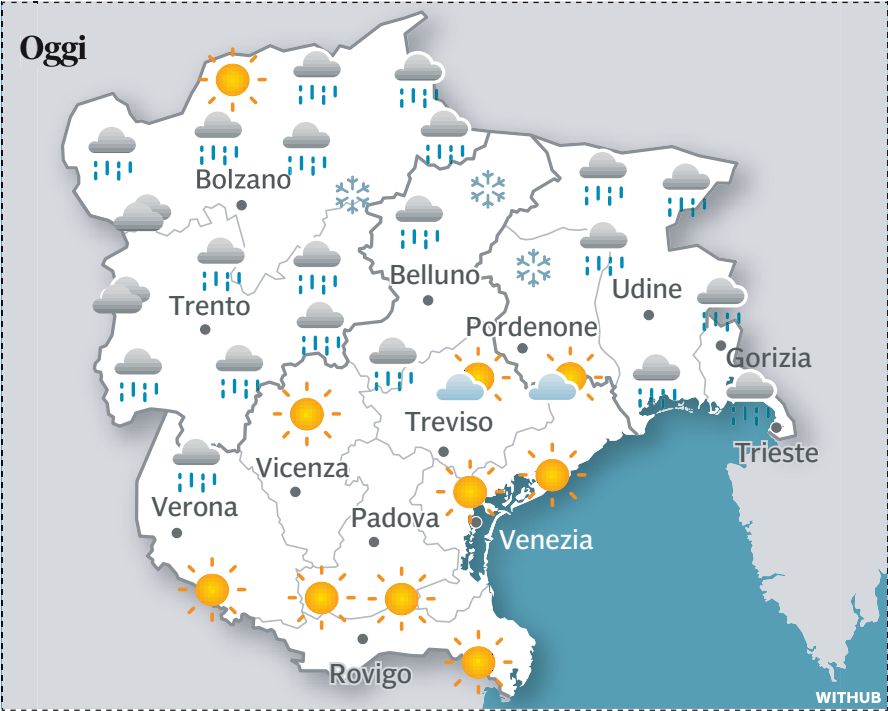 Oggi
Bolzano
Belluno
Udine
Trento
Pordenone
Gorizia
Treviso
Trieste
Vicenza
Verona
Padova
Venezia
Rovigo
WITHUB